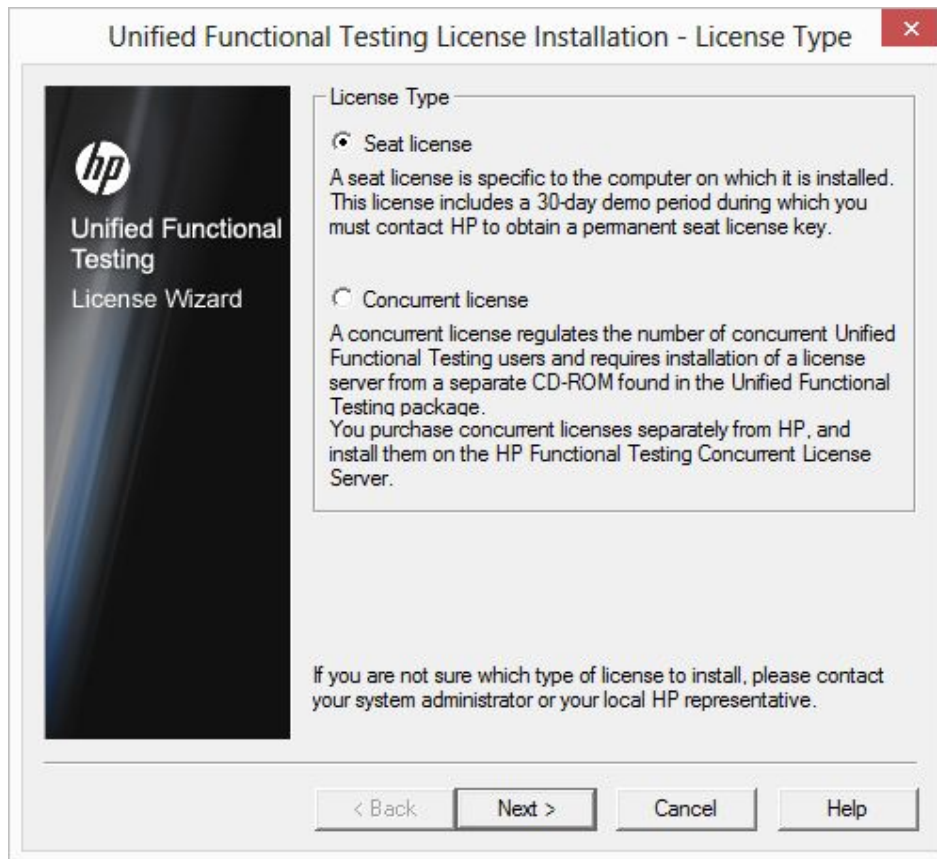 Unified Functional Testing License Installation - License Type
hp
Unified Functional
Testing
License Wizard
License Type
Seat license
A seat license is specific to the computer on which it is installed.
This license includes a 30-day demo period during which you
must contact HP to obtain a permanent seat license key.
Concurrent license
A concurrent license regulates the number of concurrent Unified
Functional Testing users and requires installation of a license
server from a separate CD-ROM found in the Unified Functional
Testing package.
You purchase concurrent licenses separately from HP, and
install them on the HP Functional Testing Concurrent License
Server.
If you are not sure which type of license to install, please contact
your system administrator or your local HP representative.
< Back
Next >
Cancel
Help